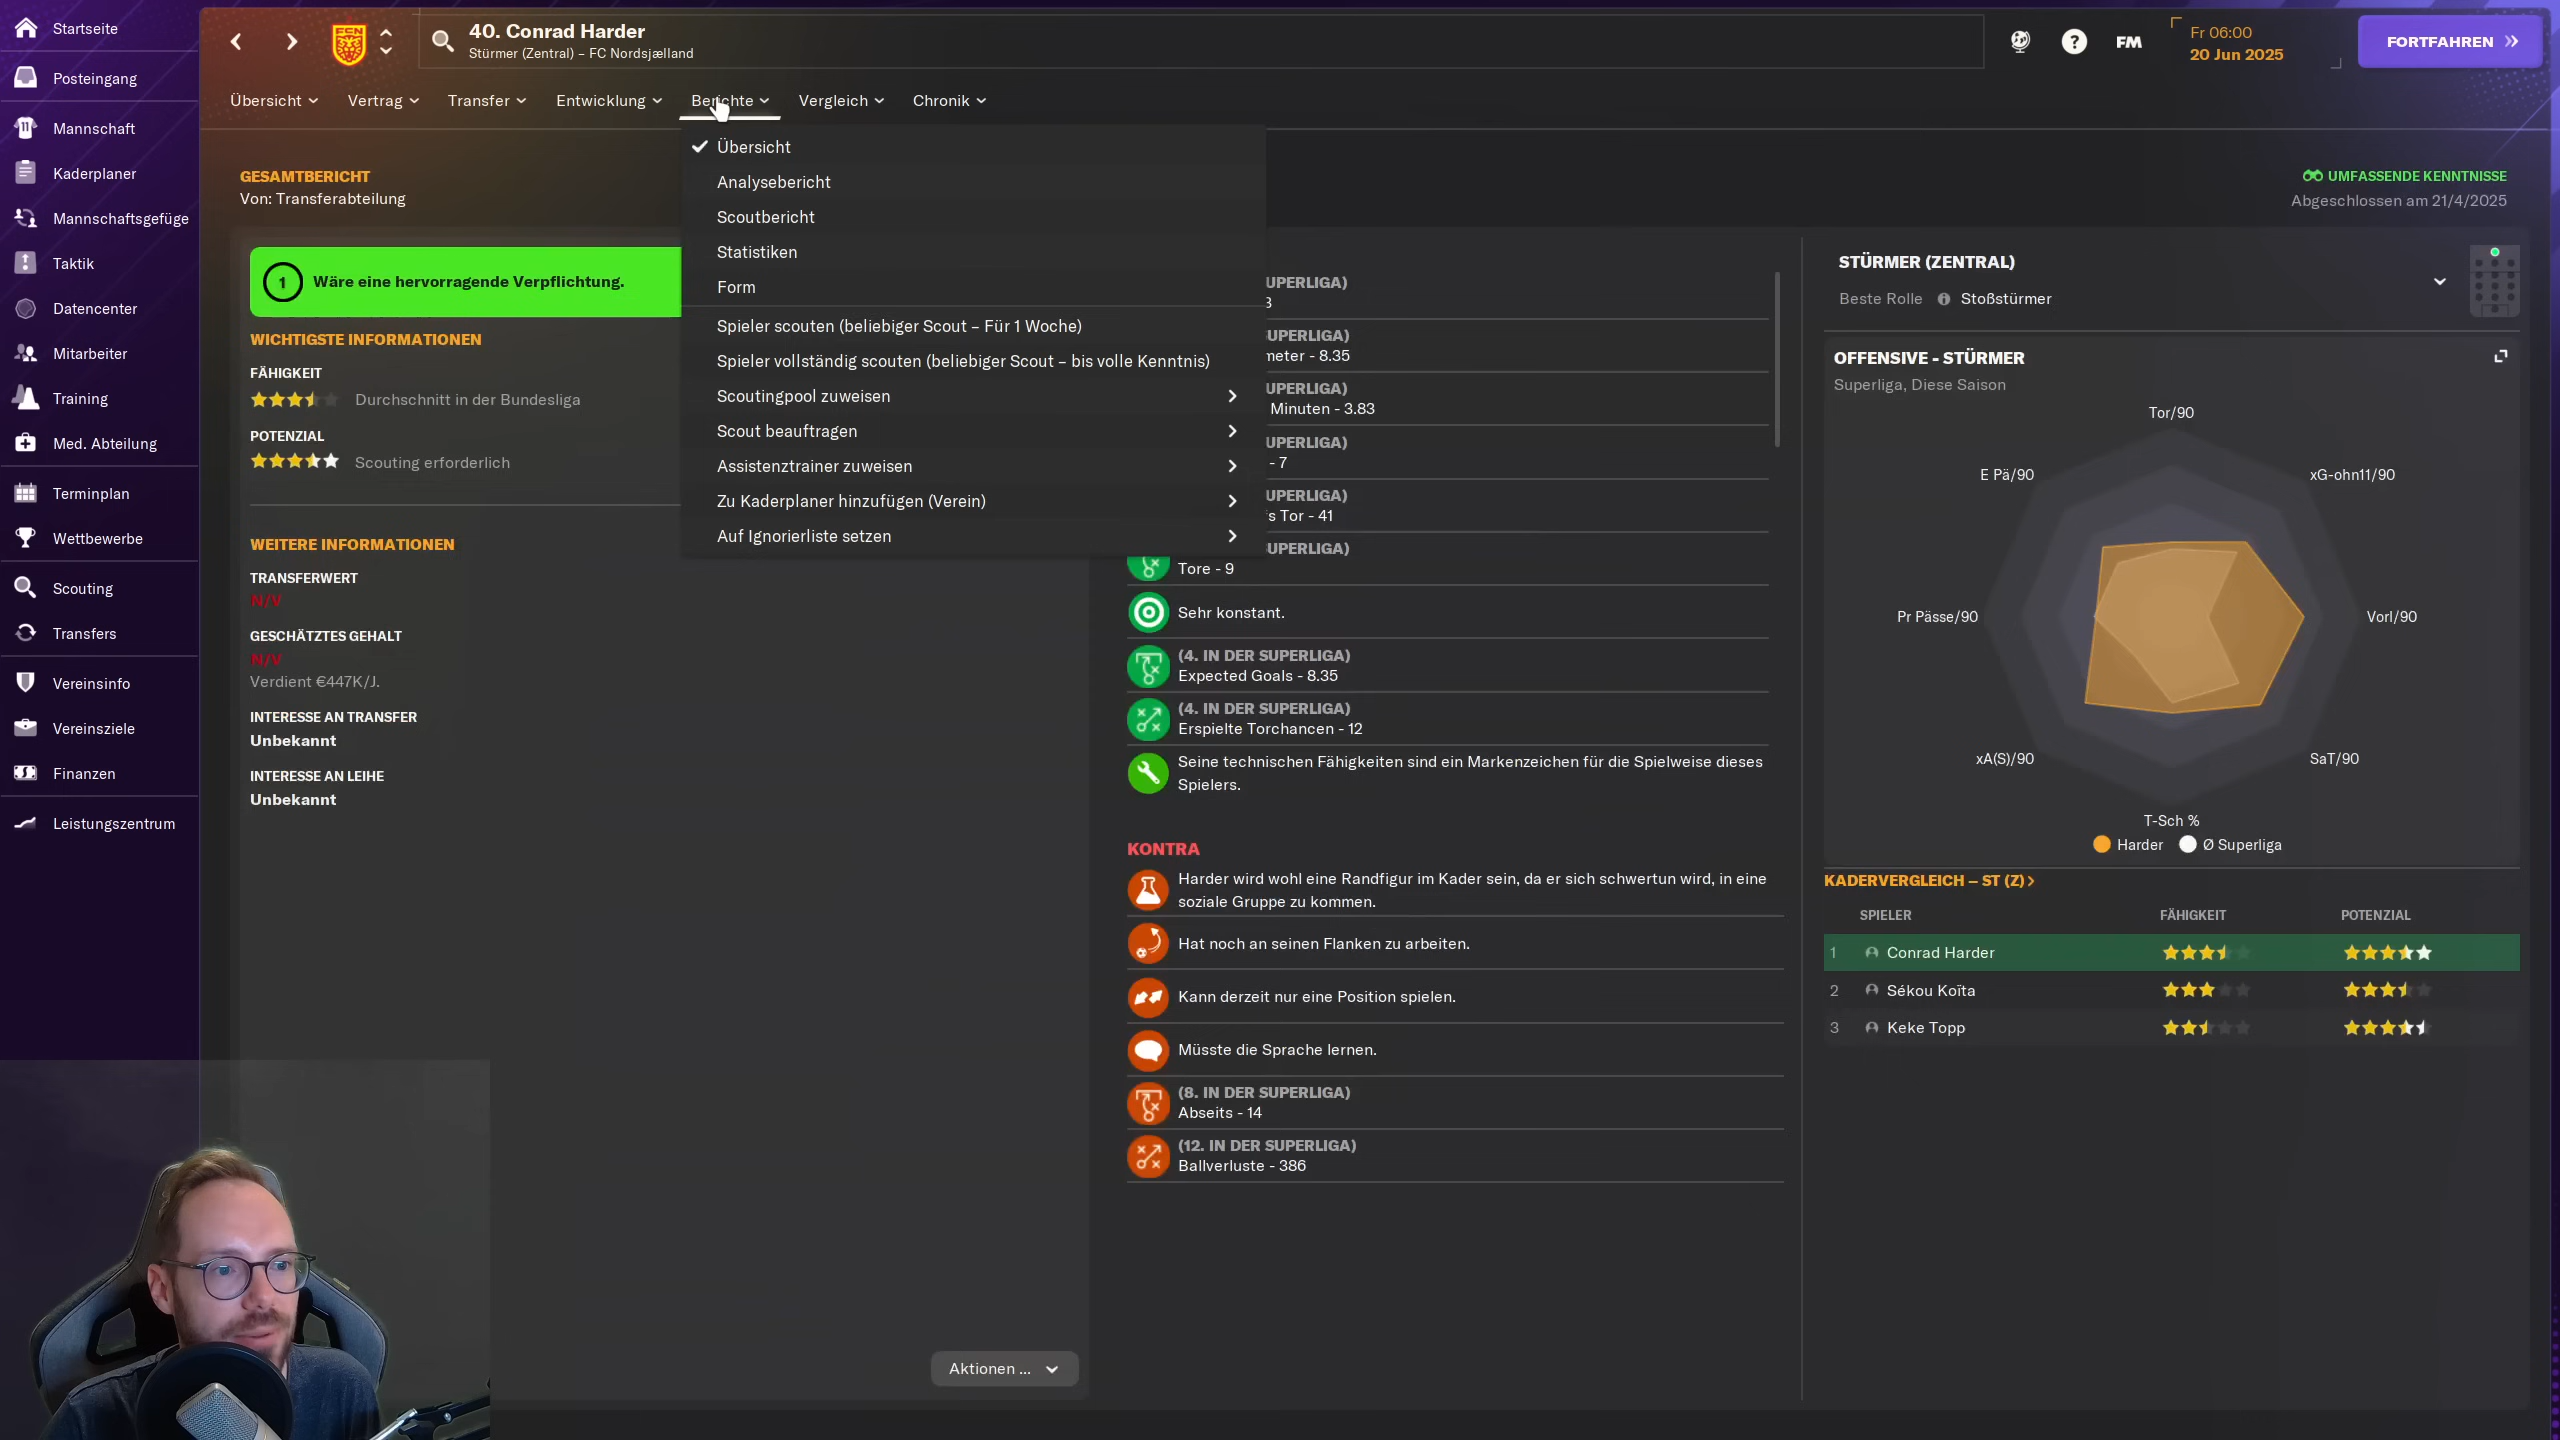 Startseite
Posteingang
Mannschaft
Kaderplaner
Mannschaftsgefüge
Taktik
Datencenter
Mitarbeiter
Training
Med. Abteilung
Terminplan
Wettbewerbe
Scouting
Transfers
Vereinsinfo
Vereinsziele
Finanzen
Leistungszentrum
40. Conrad Harder
Stürmer (Zentral) – FC Nordsjælland
FM
Fr 06:00
20 Jun 2025
FORTFAHREN
Übersicht
Vertrag
Transfer
Entwicklung
Berichte
Vergleich
Chronik
Übersicht
Analysebericht
Scoutbericht
Statistiken
Form
Spieler scouten (beliebiger Scout – Für 1 Woche)
Spieler vollständig scouten (beliebiger Scout – bis volle Kenntnis)
Scoutingpool zuweisen
Scout beauftragen
Assistenztrainer zuweisen
Zu Kaderplaner hinzufügen (Verein)
Auf Ignorierliste setzen
GESAMTBERICHT
Von: Transferabteilung
UMFASSENDE KENNTNISSE
Abgeschlossen am 21/4/2025
1 Wäre eine hervorragende Verpflichtung.
WICHTIGSTE INFORMATIONEN
FÄHIGKEIT
Durchschnitt in der Bundesliga
POTENZIAL
Scouting erforderlich
WEITERE INFORMATIONEN
TRANSFERWERT
N/V
GESCHÄTZTES GEHALT
N/V
Verdient €447K/J.
INTERESSE AN TRANSFER
Unbekannt
INTERESSE AN LEIHE
Unbekannt
Aktionen ...
UPERLIGA)
3
UPERLIGA)
meter - 8.35
UPERLIGA)
Minuten - 3.83
UPERLIGA)
- 7
UPERLIGA)
s Tor - 41
UPERLIGA)
Tore - 9
Sehr konstant.
(4. IN DER SUPERLIGA)
Expected Goals - 8.35
(4. IN DER SUPERLIGA)
Erspielte Torchancen - 12
Seine technischen Fähigkeiten sind ein Markenzeichen für die Spielweise dieses
Spielers.
KONTRA
Harder wird wohl eine Randfigur im Kader sein, da er sich schwertun wird, in eine
soziale Gruppe zu kommen.
Hat noch an seinen Flanken zu arbeiten.
Kann derzeit nur eine Position spielen.
Müsste die Sprache lernen.
(8. IN DER SUPERLIGA)
Abseits - 14
(12. IN DER SUPERLIGA)
Ballverluste - 386
STÜRMER (ZENTRAL)
Beste Rolle Stoßstürmer
OFFENSIVE - STÜRMER
Superliga, Diese Saison
Tor/90
E Pä/90
xG-ohn11/90
Pr Pässe/90
Vorl/90
xA(S)/90
SaT/90
T-Sch %
Harder
Ø Superliga
KADERVERGLEICH – ST (Z)
SPIELER FÄHIGKEIT POTENZIAL
1 Conrad Harder
2 Sékou Koïta
3 Keke Topp